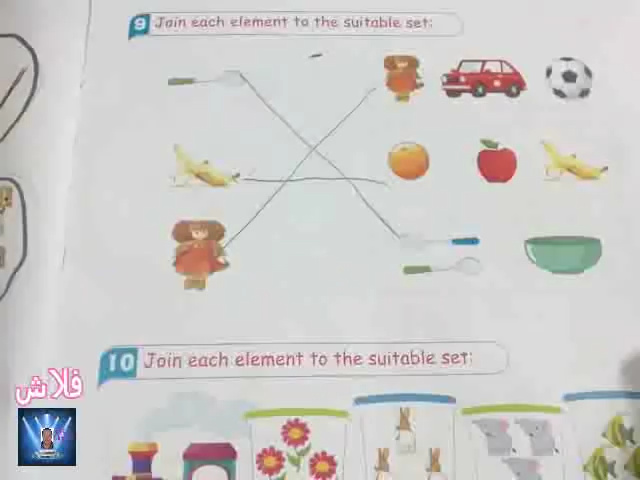 9 Join each element to the suitable set:
10 Join each element to the suitable set:
فلاش